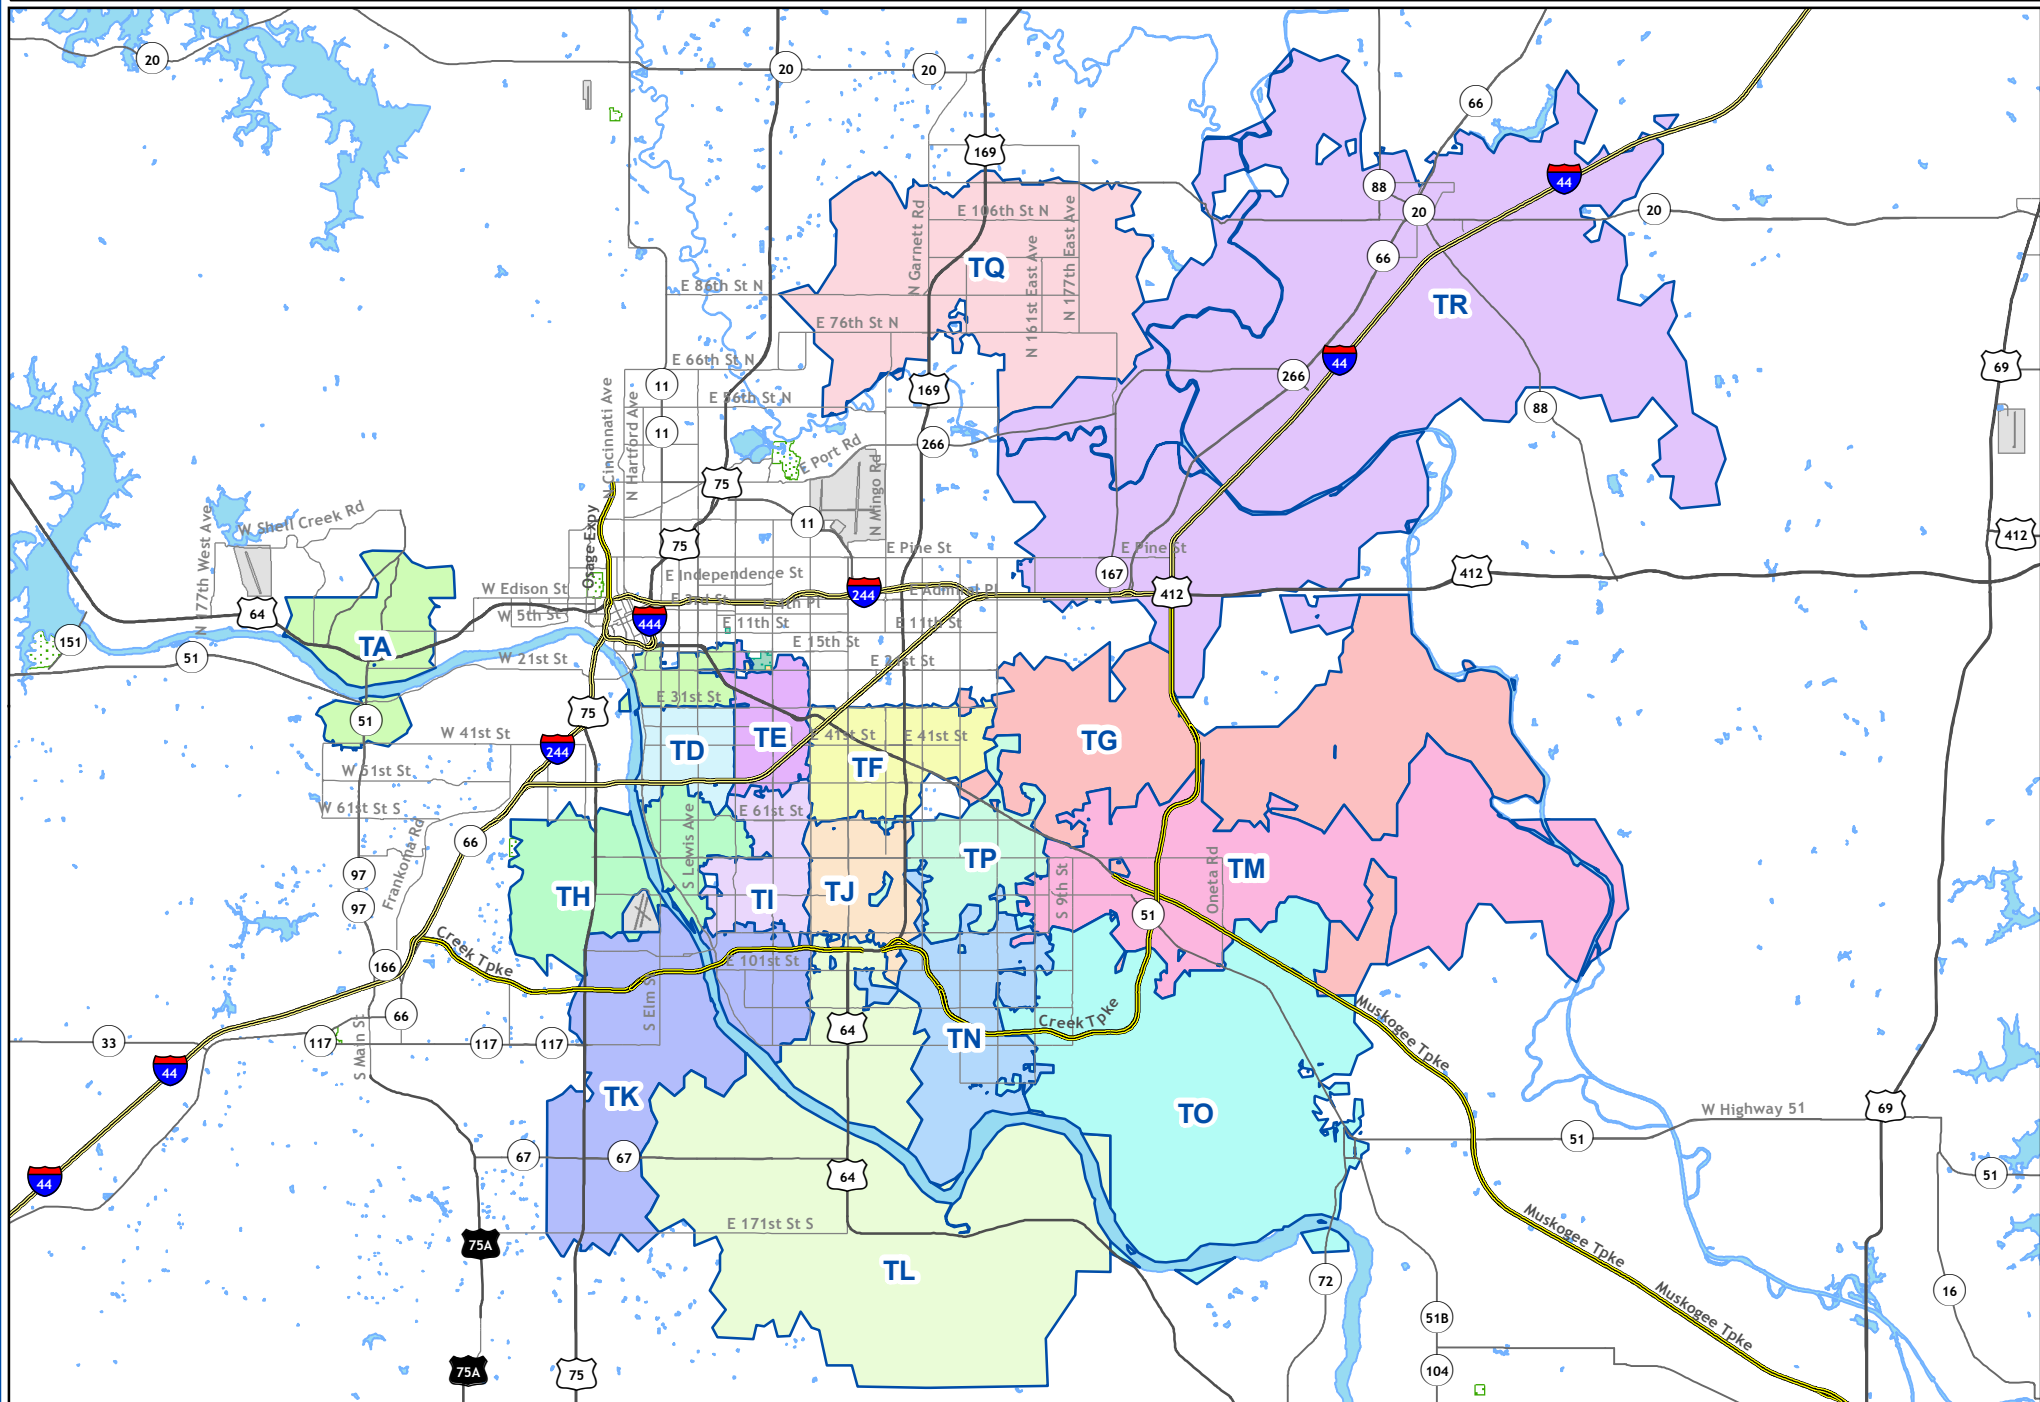 20
20
20
66
169
44
88
20
20
E 106th St N
N Garnett Rd
N 177th East Ave
66
TQ
N 161st East Ave
E 86th St N
TR
E 76th St N
E 66th St N
44
69
266
11
169
N Cincinnati Ave
N Hartford Ave
E 56th St N
88
11
266
E Port Rd
75
N Mingo Rd
W Shell Creek Rd
N 177th West Ave
Osage Expy
11
412
75
E Pine St
E Pine St
E Independence St
167
412
W Edison St
244
E Admiral Pl
412
E 3rd St
E 4th Pl
64
W 5th St
444
E 11th St
E 11th St
151
TA
E 15th St
51
W 21st St
E 21st St
E 31st St
75
51
W 41st St
244
TD
TE
E 41st St
E 41st St
TG
TF
W 51st St
W 61st St S
E 61st St
66
Frankoma Rd
S Lewis Ave
TP
TM
97
S 9th St
Oneta Rd
TH
TI
TJ
97
51
Creek Tpke
166
E 101st St
S Elm St
66
Creek Tpke
Muskogee Tpke
64
33
117
117
117
S Main St
TN
44
TK
TO
69
W Highway 51
51
67
67
64
51
44
E 171st St S
75A
Muskogee Tpke
TL
72
16
Muskogee Tpke
51B
75A
75
104